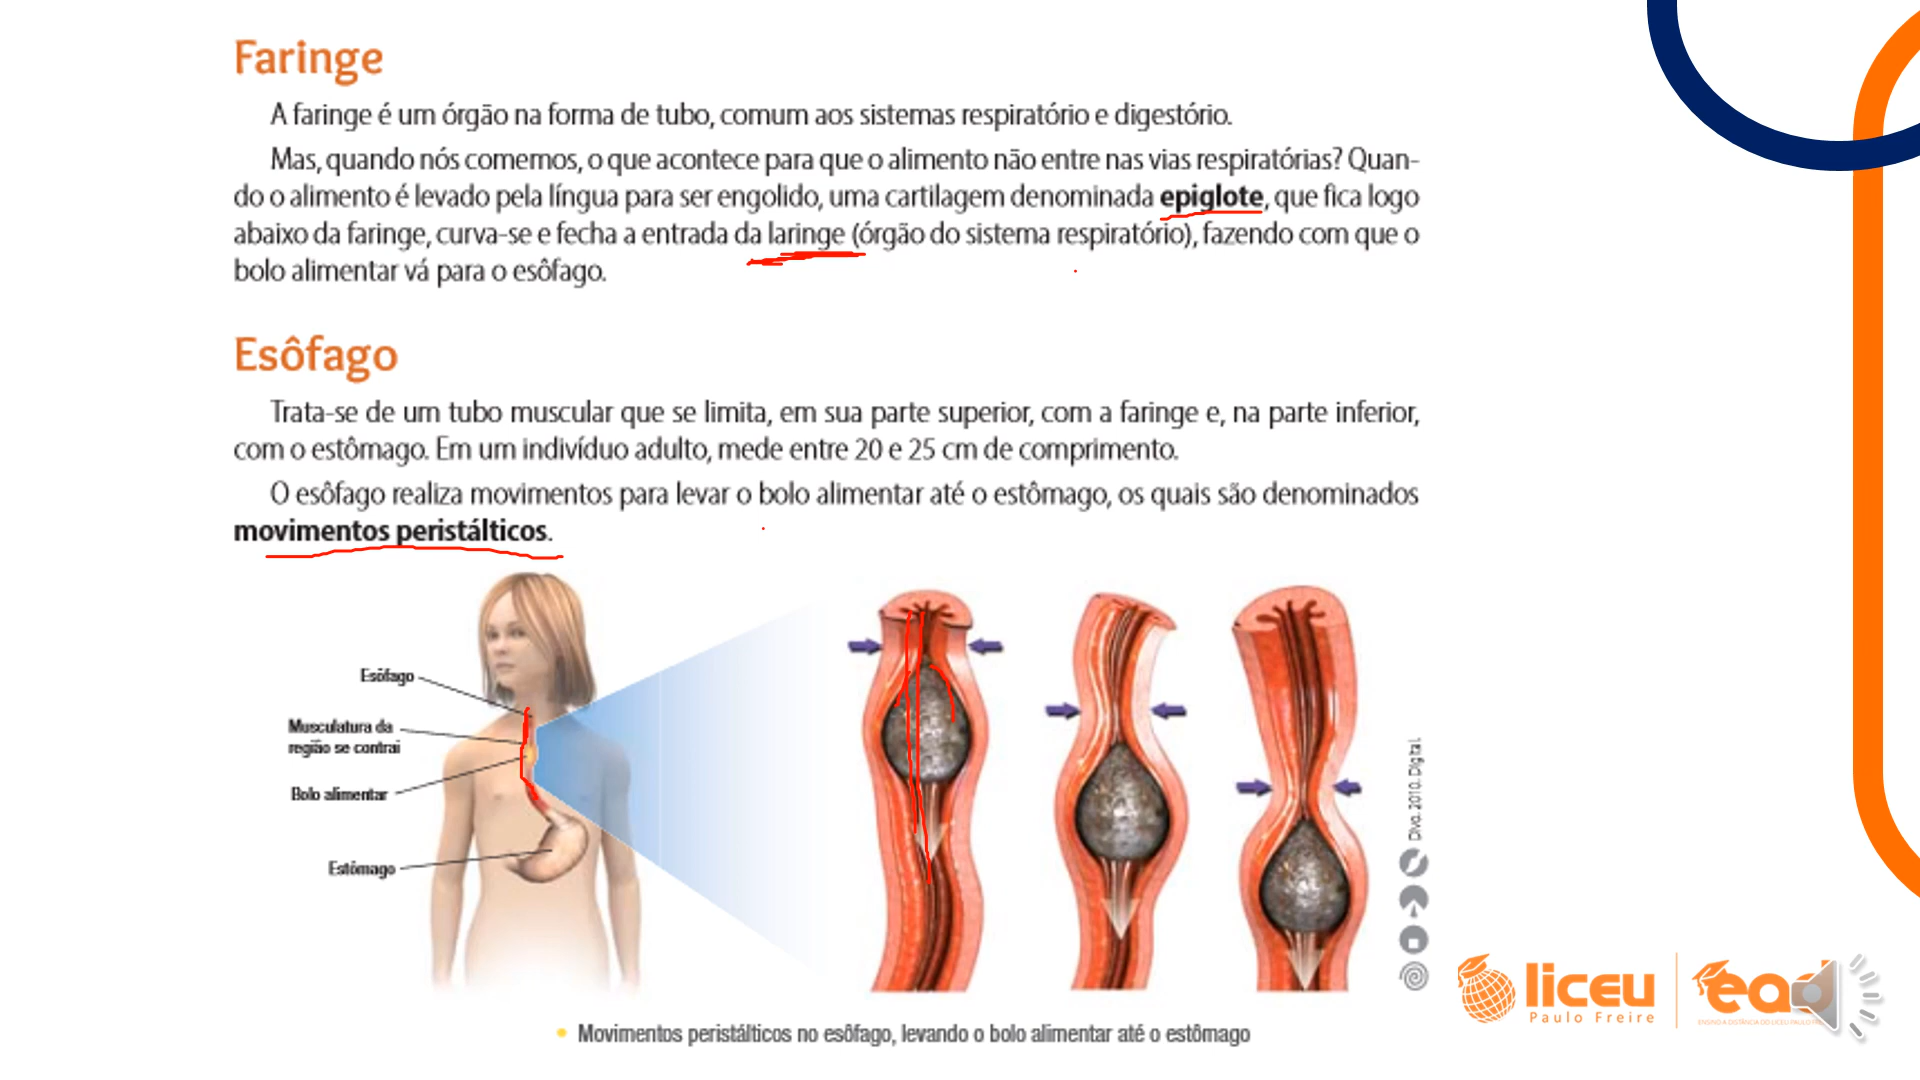 Faringe
A faringe é um órgão na forma de tubo, comum aos sistemas respiratório e digestório.
Mas, quando nós comemos, o que acontece para que o alimento não entre nas vias respiratórias? Quan-
do o alimento é levado pela língua para ser engolido, uma cartilagem denominada epiglote, que fica logo
abaixo da faringe, curva-se e fecha a entrada da laringe (órgão do sistema respiratório), fazendo com que o
bolo alimentar vá para o esôfago.
Esôfago
Trata-se de um tubo muscular que se limita, em sua parte superior, com a faringe e, na parte inferior,
com o estômago. Em um indivíduo adulto, mede entre 20 e 25 cm de comprimento.
O esôfago realiza movimentos para levar o bolo alimentar até o estômago, os quais são denominados
movimentos peristálticos.
Esôfago
Musculatura da
região se contrai
Bolo alimentar
Estômago
Divo. 2010. Digital.
• Movimentos peristálticos no esôfago, levando o bolo alimentar até o estômago
liceu
Paulo Freire
ead